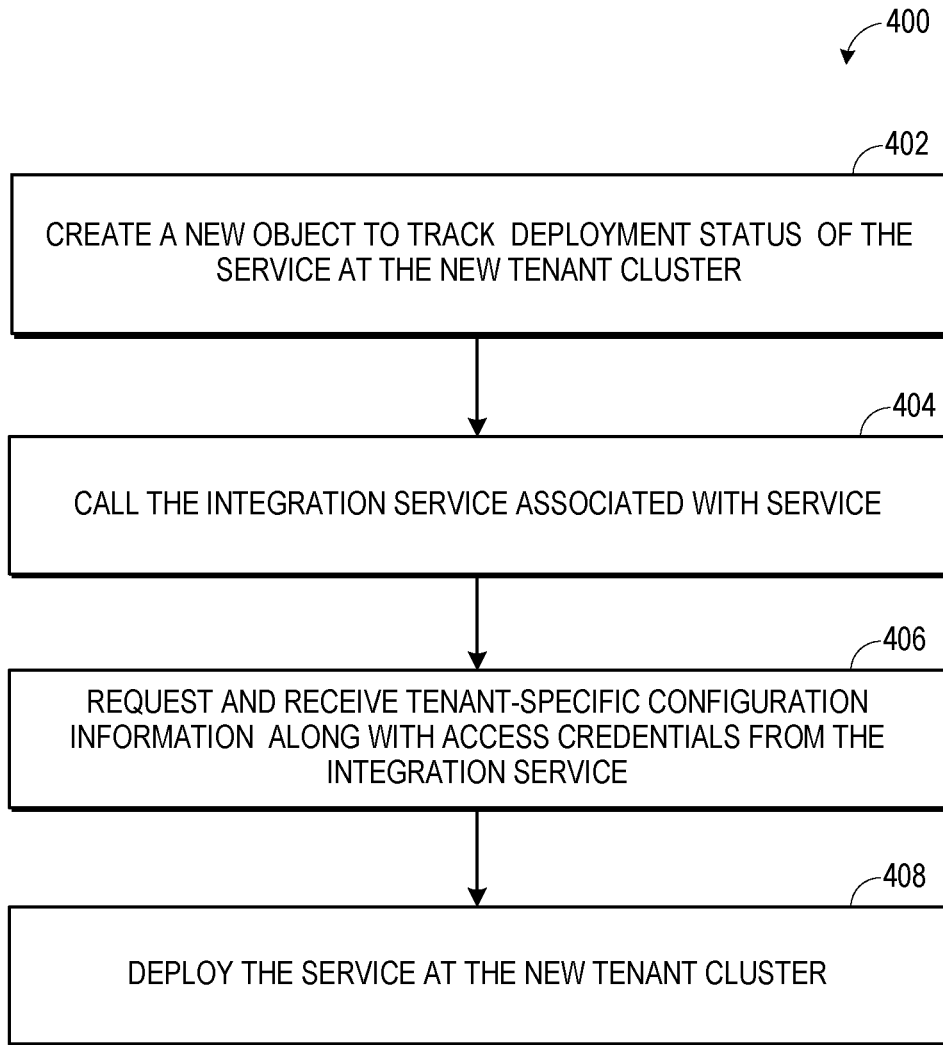 400
402
CREATE A NEW OBJECT TO TRACK DEPLOYMENT STATUS OF THE
SERVICE AT THE NEW TENANT CLUSTER
404
CALL THE INTEGRATION SERVICE ASSOCIATED WITH SERVICE
406
REQUEST AND RECEIVE TENANT-SPECIFIC CONFIGURATION
INFORMATION ALONG WITH ACCESS CREDENTIALS FROM THE
INTEGRATION SERVICE
408
DEPLOY THE SERVICE AT THE NEW TENANT CLUSTER